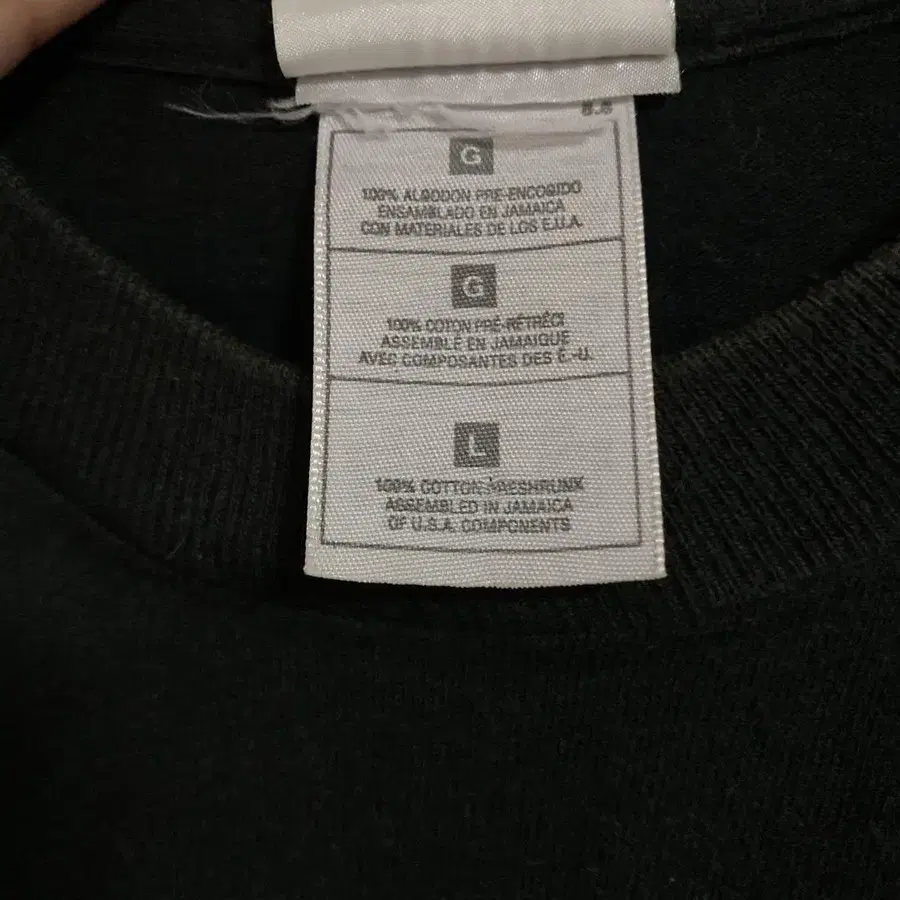 G
100% ALGODON PRE-ENCOGIDO
ENSAMBLADO EN JAMAICA
CON MATERIALES DE LOS E.U.A.
G
100% COTON PRÉ-RÉTRÉCI
ASSEMBLÉ EN JAMAIQUE
AVEC COMPOSANTES DES É.-U.
L
100% COTTON PRESHRUNK
ASSEMBLED IN JAMAICA
OF U.S.A. COMPONENTS